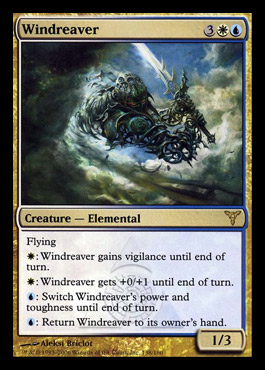 Windreaver 3
Creature — Elemental
Flying
: Windreaver gains vigilance until end of
turn.
: Windreaver gets +0/+1 until end of turn.
: Switch Windreaver's power and
toughness until end of turn.
: Return Windreaver to its owner's hand.
Aleksi Briclot
1/3